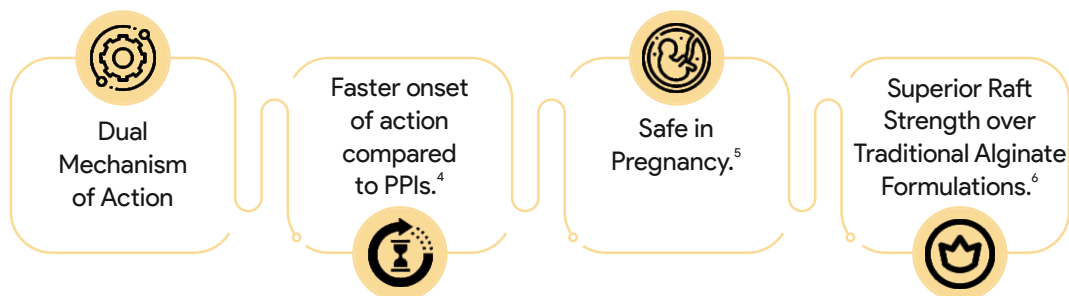 Dual
Mechanism
of Action
Faster onset
of action
compared
to PPIs.⁴
Safe in
Pregnancy.⁵
Superior Raft
Strength over
Traditional Alginate
Formulations.⁶